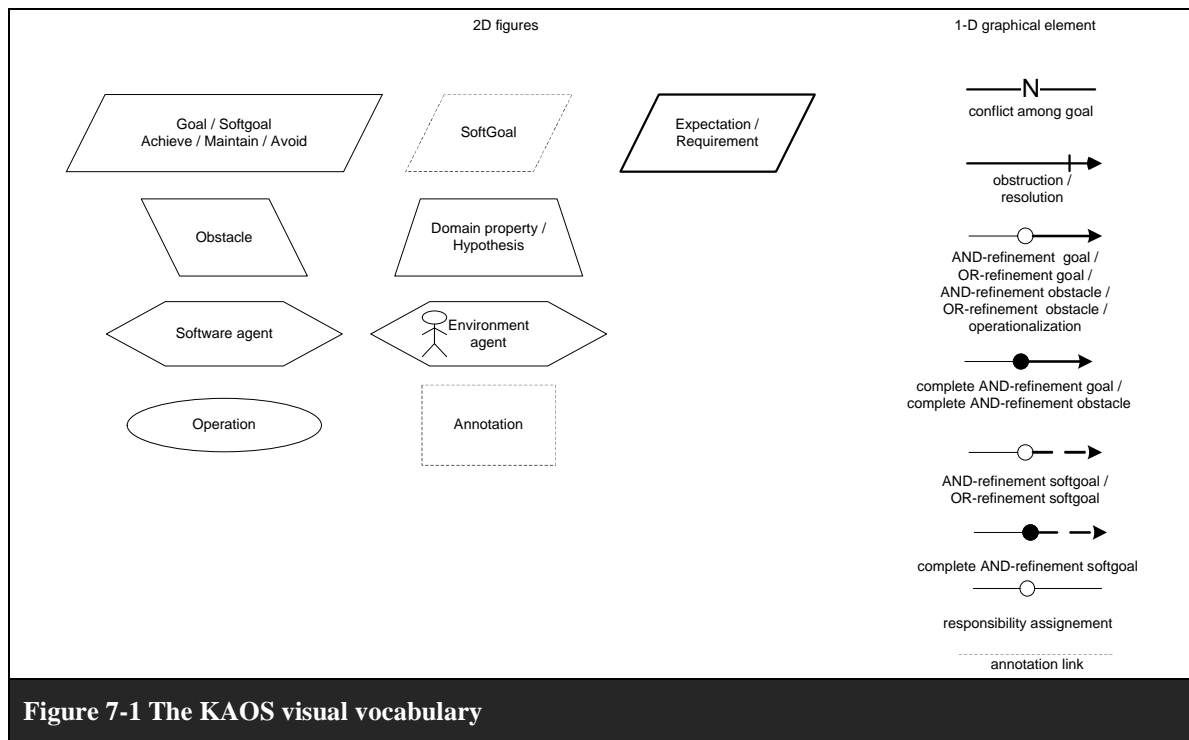 2D figures
1-D graphical element
Goal / Softgoal
Achieve / Maintain / Avoid
SoftGoal
Expectation /
Requirement
N
conflict among goal
obstruction /
resolution
Obstacle
Domain property /
Hypothesis
AND-refinement goal /
OR-refinement goal /
AND-refinement obstacle /
OR-refinement obstacle /
operationalization
Software agent
Environment
agent
complete AND-refinement goal /
complete AND-refinement obstacle
Operation
Annotation
AND-refinement softgoal /
OR-refinement softgoal
complete AND-refinement softgoal
responsibility assignement
annotation link
Figure 7-1 The KAOS visual vocabulary